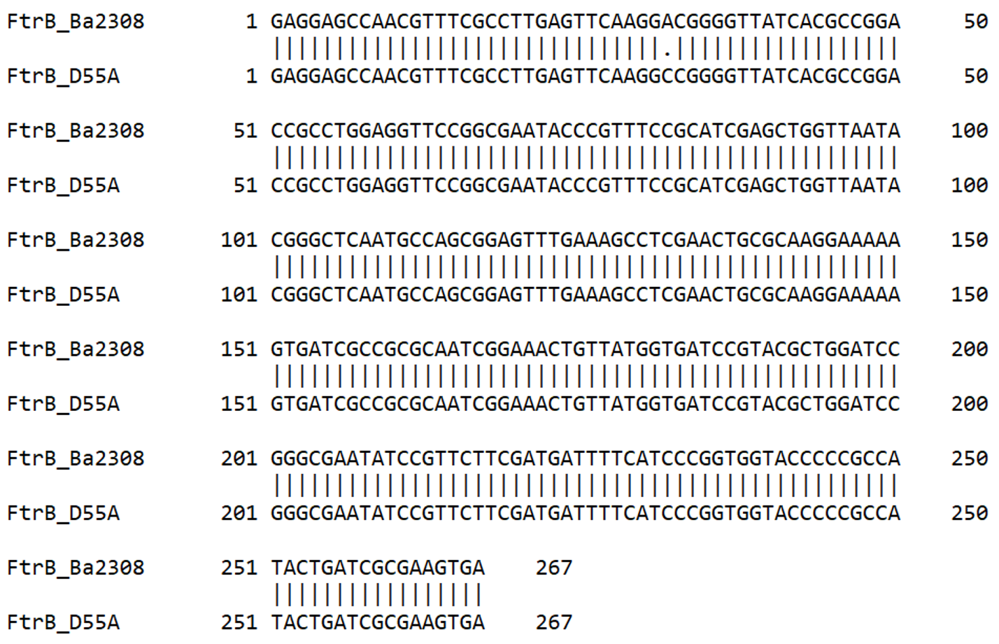 FtrB_Ba2308 1 GAGGAGCCAACGTTTCGCCTTGAGTTCAAGGACGGGGTTATCACGCCGGA 50
|||||||||||||||||||||||||||||||.||||||||||||||||||
FtrB_D55A 1 GAGGAGCCAACGTTTCGCCTTGAGTTCAAGGCCGGGGTTATCACGCCGGA 50
FtrB_Ba2308 51 CCGCCTGGAGGTTCCGGCGAATACCCGTTTCCGCATCGAGCTGGTTAATA 100
||||||||||||||||||||||||||||||||||||||||||||||||||
FtrB_D55A 51 CCGCCTGGAGGTTCCGGCGAATACCCGTTTCCGCATCGAGCTGGTTAATA 100
FtrB_Ba2308 101 CGGGCTCAATGCCAGCGGAGTTTGAAAGCCTCGAACTGCGCAAGGAAAAA 150
||||||||||||||||||||||||||||||||||||||||||||||||||
FtrB_D55A 101 CGGGCTCAATGCCAGCGGAGTTTGAAAGCCTCGAACTGCGCAAGGAAAAA 150
FtrB_Ba2308 151 GTGATCGCCGCGCAATCGGAAACTGTTATGGTGATCCGTACGCTGGATCC 200
||||||||||||||||||||||||||||||||||||||||||||||||||
FtrB_D55A 151 GTGATCGCCGCGCAATCGGAAACTGTTATGGTGATCCGTACGCTGGATCC 200
FtrB_Ba2308 201 GGGCGAATATCCGTTCTTCGATGATTTTCATCCCGGTGGTACCCCCGCCA 250
||||||||||||||||||||||||||||||||||||||||||||||||||
FtrB_D55A 201 GGGCGAATATCCGTTCTTCGATGATTTTCATCCCGGTGGTACCCCCGCCA 250
FtrB_Ba2308 251 TACTGATCGCGAAGTGA 267
|||||||||||||||||
FtrB_D55A 251 TACTGATCGCGAAGTGA 267